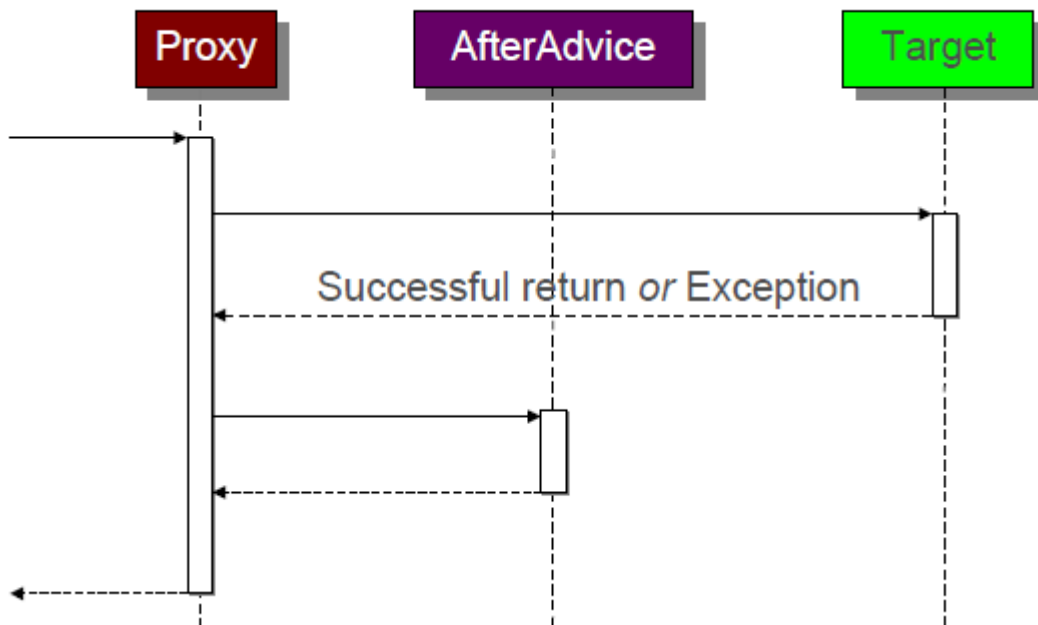 Proxy
AfterAdvice
Target
Successful return or Exception